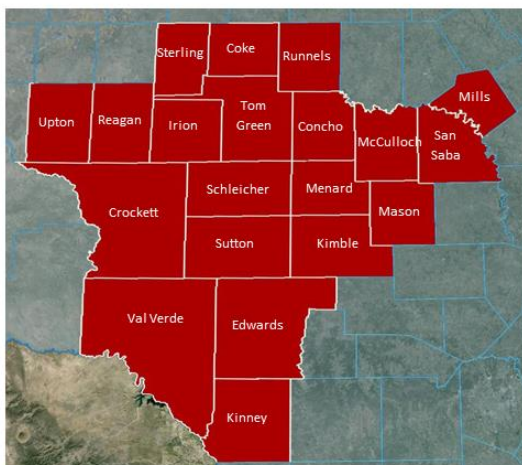 Sterling
Coke
Runnels
Mills
Upton
Reagan
Irion
Tom
Green
Concho
McCulloch
San
Saba
Schleicher
Menard
Crockett
Mason
Sutton
Kimble
Val Verde
Edwards
Kinney